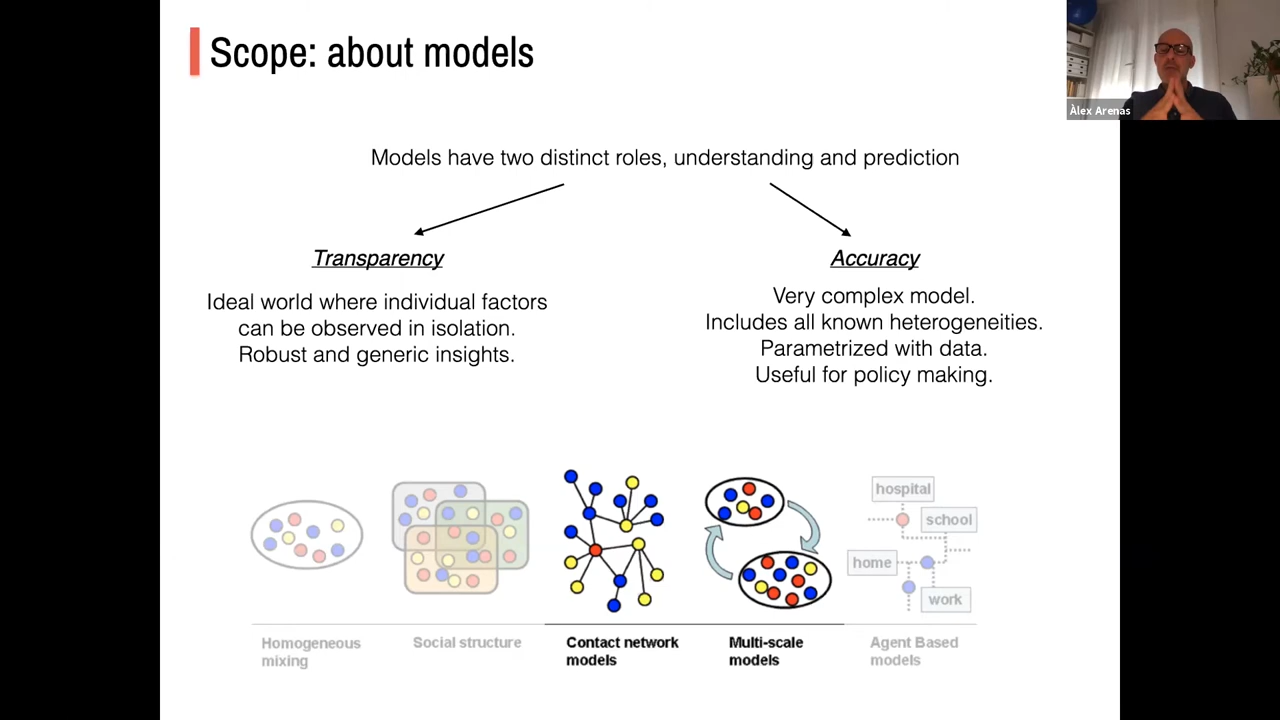 Scope: about models
Àlex Arenas
Models have two distinct roles, understanding and prediction
Transparency
Ideal world where individual factors
can be observed in isolation.
Robust and generic insights.
Accuracy
Very complex model.
Includes all known heterogeneities.
Parametrized with data.
Useful for policy making.
hospital
school
home
work
Homogeneous
mixing
Social structure
Contact network
models
Multi-scale
models
Agent Based
models